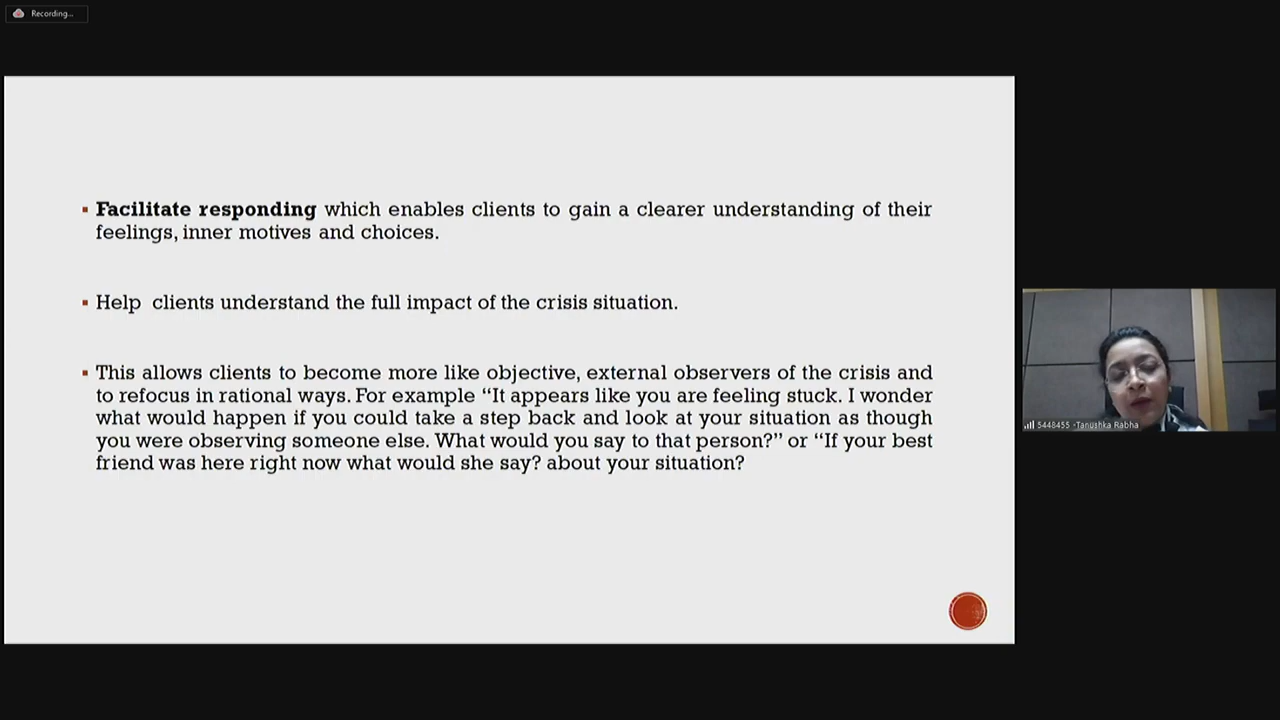 Recording...
Facilitate responding which enables clients to gain a clearer understanding of their
feelings, inner motives and choices.
Help clients understand the full impact of the crisis situation.
This allows clients to become more like objective, external observers of the crisis and
to refocus in rational ways. For example “It appears like you are feeling stuck. I wonder
what would happen if you could take a step back and look at your situation as though
you were observing someone else. What would you say to that person?” or “If your best
friend was here right now what would she say? about your situation?
5448455 -Tanushka Rabha